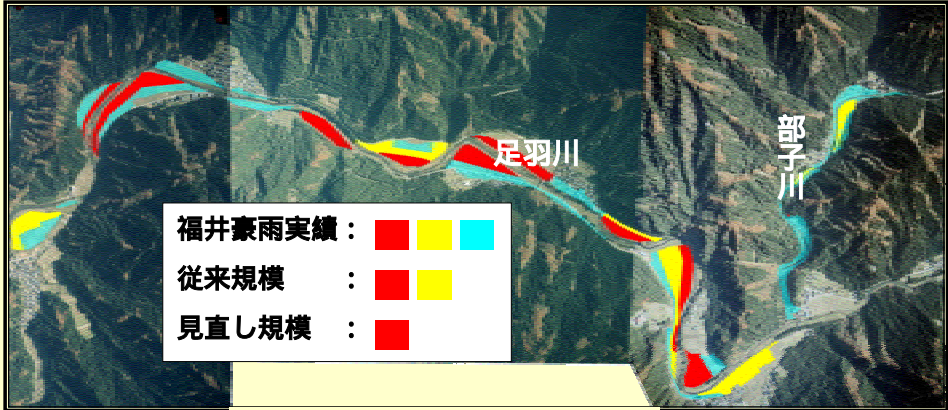 足羽川
部子川
福井豪雨実績：
従来規模　：
見直し規模　：